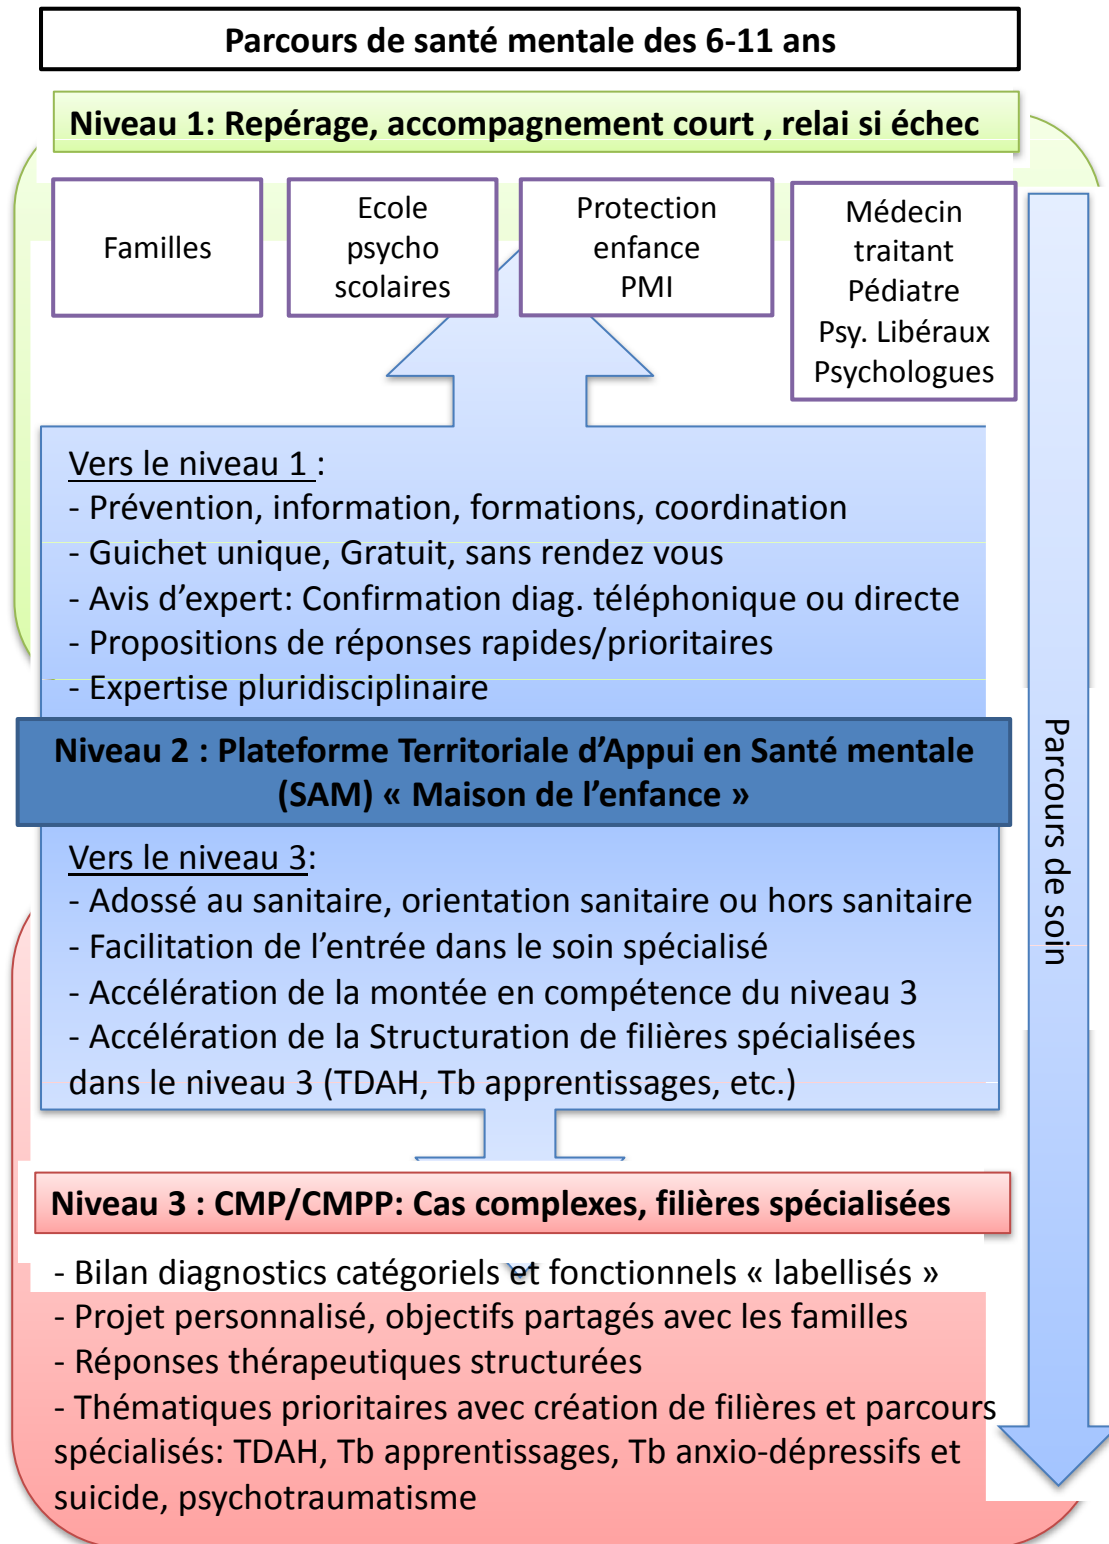 Parcours de santé mentale des 6-11 ans
Niveau 1: Repérage, accompagnement court , relai si échec
Familles
Ecole
psycho
scolaires
Protection
enfance
PMI
Médecin
traitant
Pédiatre
Psy. Libéraux
Psychologues
Vers le niveau 1 :
- Prévention, information, formations, coordination
- Guichet unique, Gratuit, sans rendez vous
- Avis d’expert: Confirmation diag. téléphonique ou directe
- Propositions de réponses rapides/prioritaires
- Expertise pluridisciplinaire
Niveau 2 : Plateforme Territoriale d’Appui en Santé mentale
(SAM) « Maison de l’enfance »
Vers le niveau 3:
- Adossé au sanitaire, orientation sanitaire ou hors sanitaire
- Facilitation de l’entrée dans le soin spécialisé
- Accélération de la montée en compétence du niveau 3
- Accélération de la Structuration de filières spécialisées
dans le niveau 3 (TDAH, Tb apprentissages, etc.)
Parcours de soin
Niveau 3 : CMP/CMPP: Cas complexes, filières spécialisées
- Bilan diagnostics catégoriels et fonctionnels « labellisés »
- Projet personnalisé, objectifs partagés avec les familles
- Réponses thérapeutiques structurées
- Thématiques prioritaires avec création de filières et parcours
spécialisés: TDAH, Tb apprentissages, Tb anxio-dépressifs et
suicide, psychotraumatisme